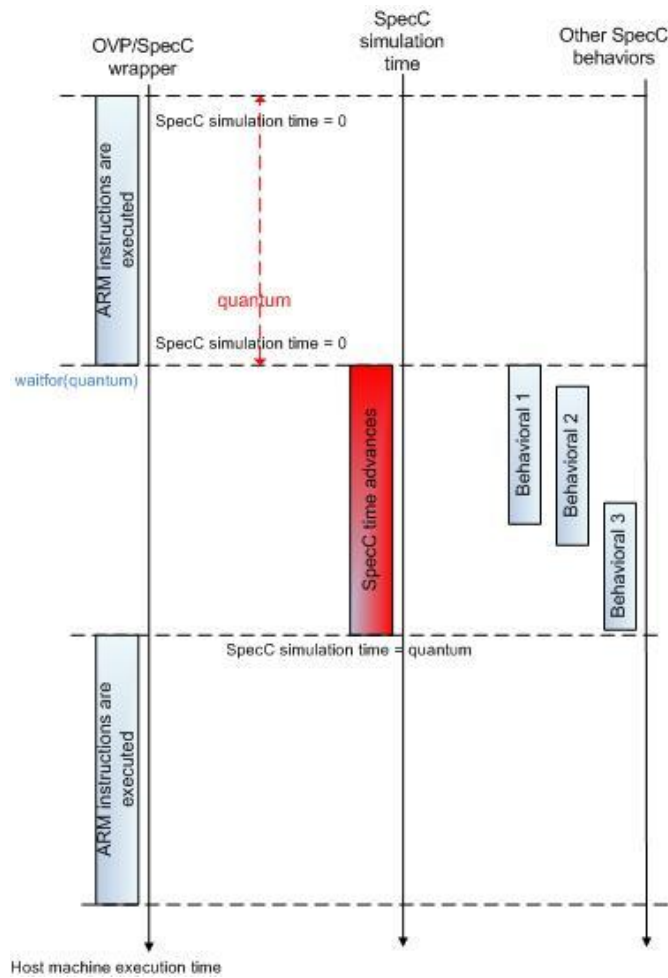 OVP/SpecC
wrapper
SpecC
simulation
time
Other SpecC
behaviors
SpecC simulation time = 0
ARM instructions are
executed
quantum
SpecC simulation time = 0
waitfor(quantum)
SpecC time advances
Behavioral 1
Behavioral 2
Behavioral 3
SpecC simulation time = quantum
ARM instructions are
executed
Host machine execution time